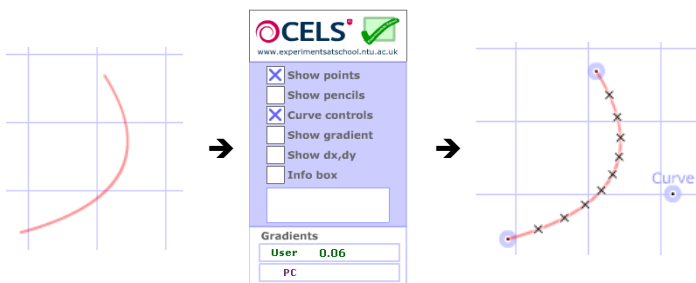 CELS
www.experimentsatschool.ntu.ac.uk
Show points
Show pencils
Curve controls
Show gradient
Show dx,dy
Info box
Gradients
User 0.06
PC
Curve